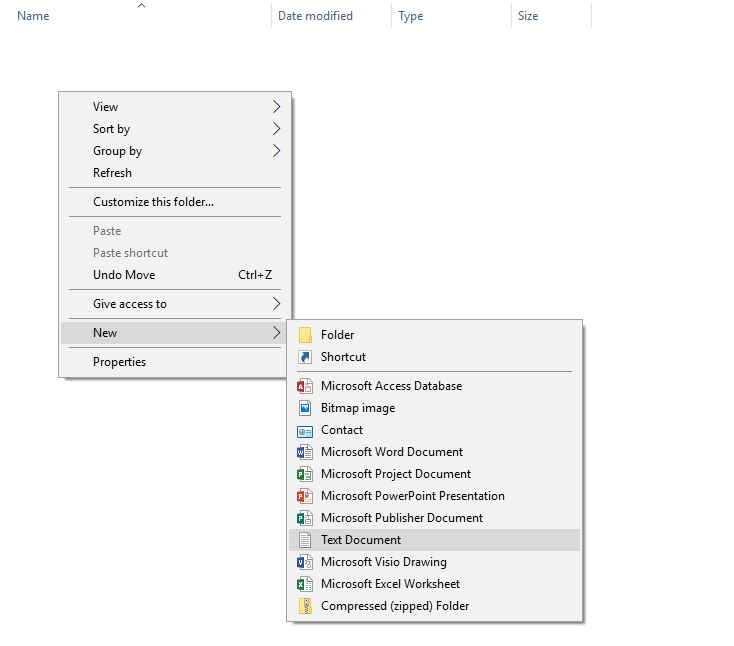 Name Date modified Type Size
View
Sort by
Group by
Refresh
Customize this folder...
Paste
Paste shortcut
Undo Move Ctrl+Z
Give access to
New
Properties
Folder
Shortcut
Microsoft Access Database
Bitmap image
Contact
Microsoft Word Document
Microsoft Project Document
Microsoft PowerPoint Presentation
Microsoft Publisher Document
Text Document
Microsoft Visio Drawing
Microsoft Excel Worksheet
Compressed (zipped) Folder